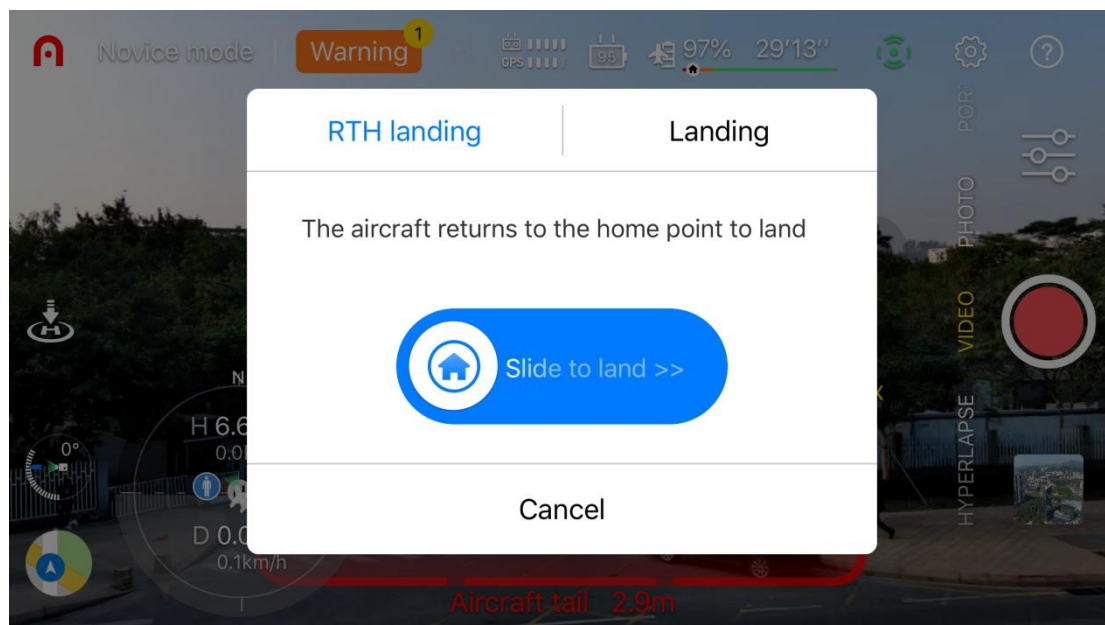 Novice mode
Warning
1
GPS
95
97%
29'13''
?
RTH landing
Landing
The aircraft returns to the home point to land
Slide to land >>
Cancel
N
H 6.6
0.0
0°
D 0.0
0.1km/h
H
POR
PHOTO
VIDEO
HYPERLAPSE
Aircraft tail 2.9m